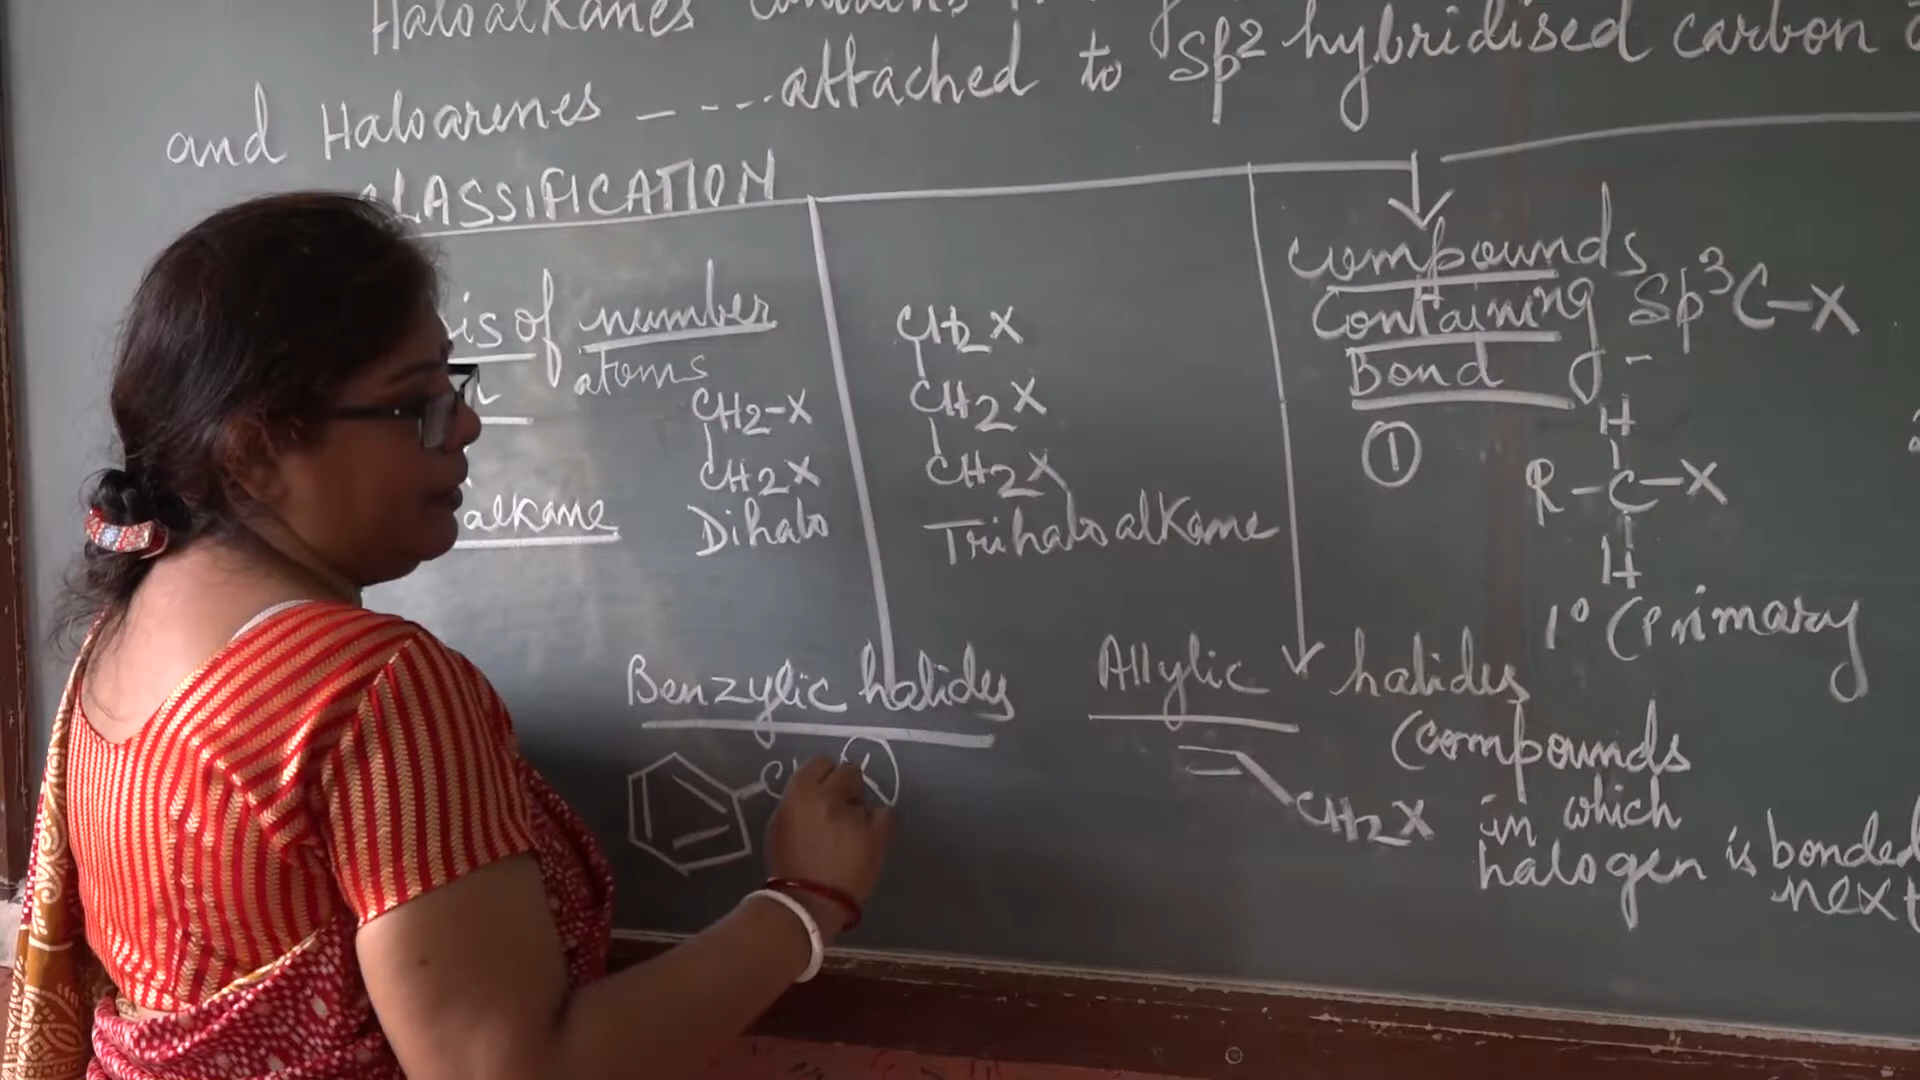 Haloalkanes contains
and Haloarenes - - - - attached to Sp2 hybridised carbon
CLASSIFICATION
is of number
atoms
CH2-X
CH2X
Dihalo
alkane
CH2X
CH2X
CH2X
Trihaloalkane
Compounds
Containing Sp3C-X
Bond
1
H
R-C-X
H
1° (Primary
Benzylic halides
X
Allylic halides
CH2X
(compounds
in which
halogen is bonded
next